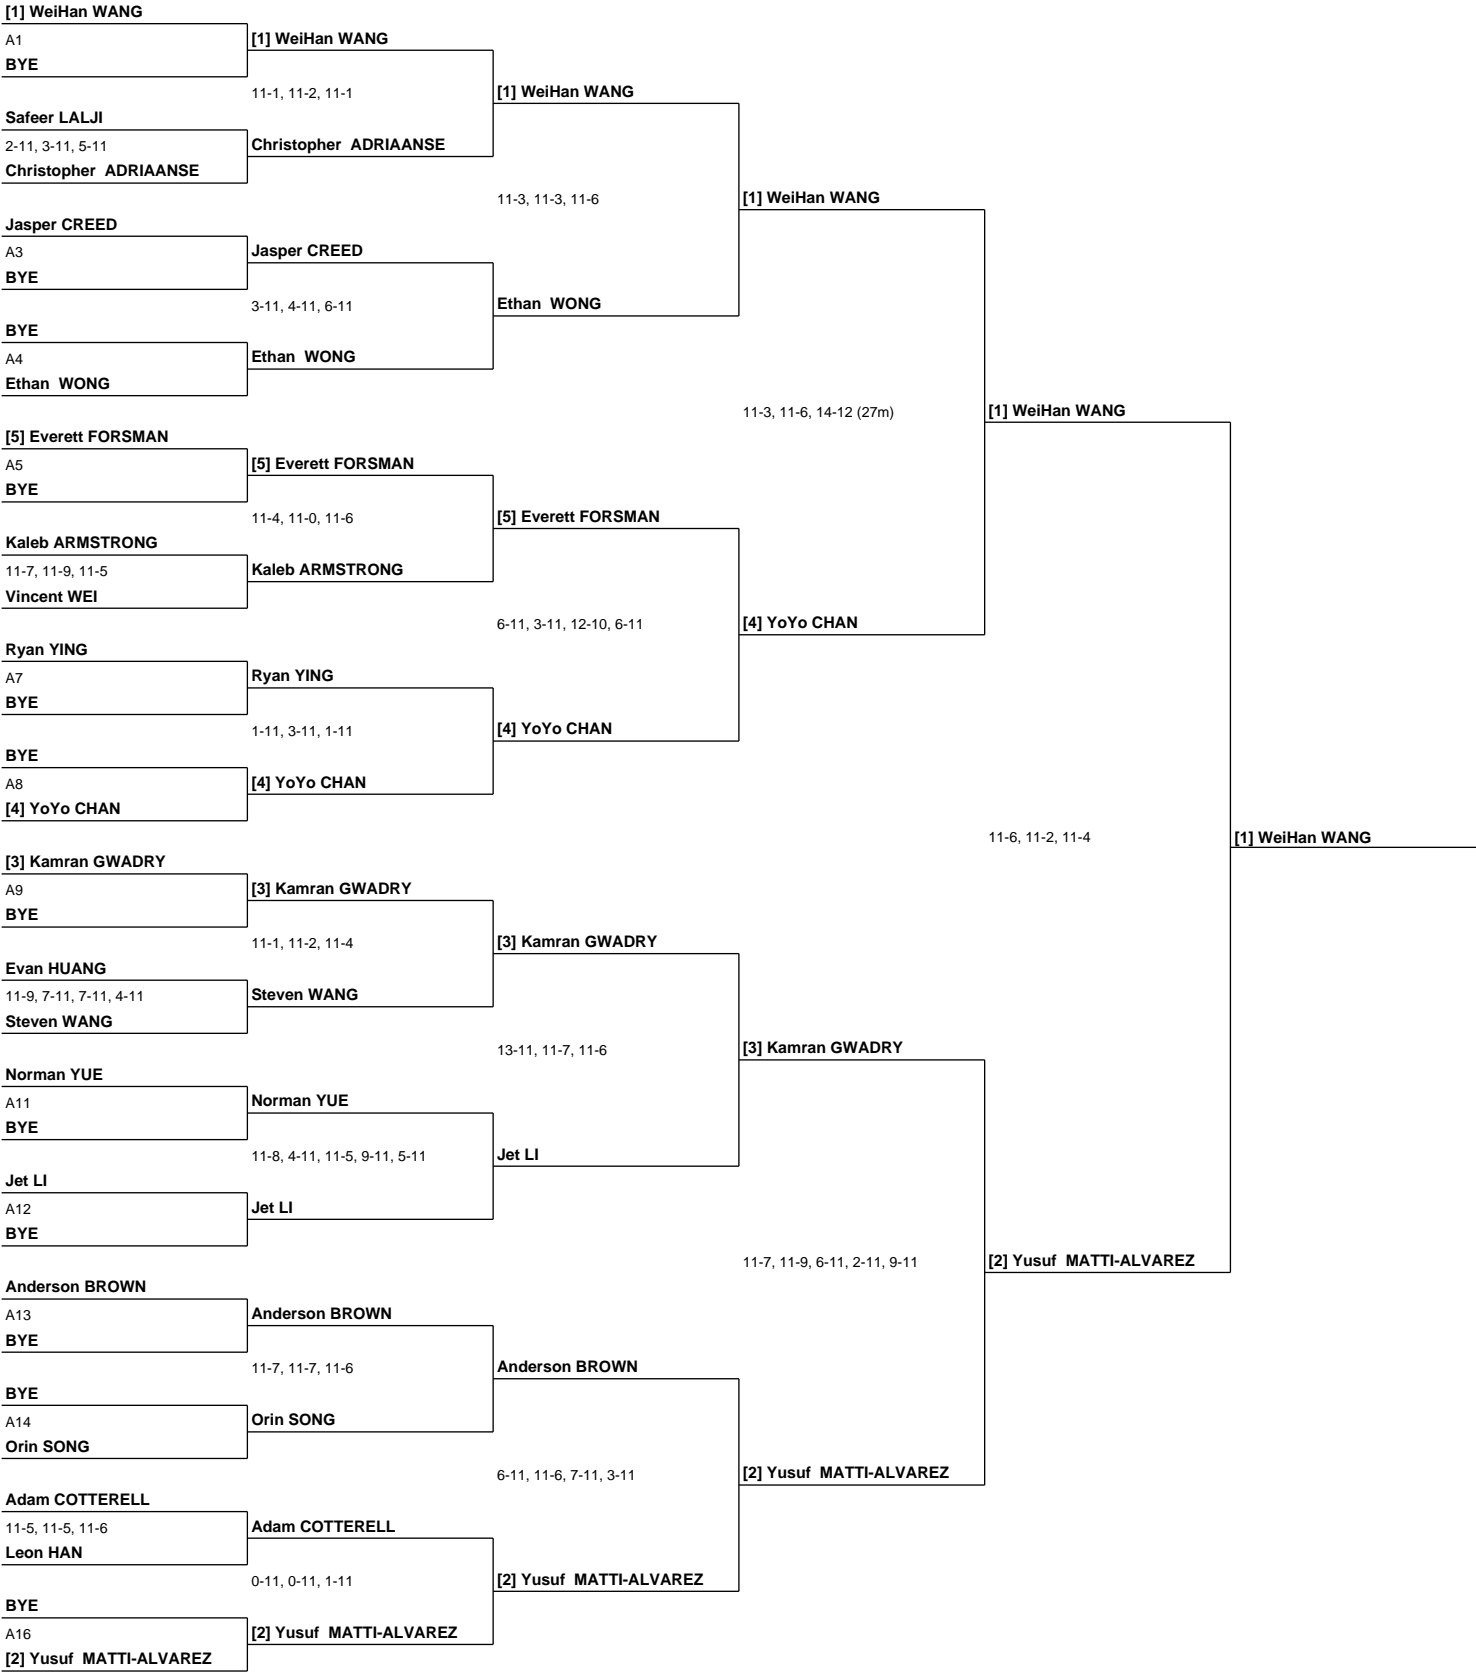 [1] WeiHan WANG
A1
[1] WeiHan WANG
BYE
11-1, 11-2, 11-1
[1] WeiHan WANG
Safeer LALJI
2-11, 3-11, 5-11
Christopher ADRIAANSE
Christopher ADRIAANSE
11-3, 11-3, 11-6
[1] WeiHan WANG
Jasper CREED
A3
Jasper CREED
BYE
3-11, 4-11, 6-11
Ethan WONG
BYE
A4
Ethan WONG
Ethan WONG
11-3, 11-6, 14-12 (27m)
[1] WeiHan WANG
[5] Everett FORSMAN
A5
[5] Everett FORSMAN
BYE
11-4, 11-0, 11-6
[5] Everett FORSMAN
Kaleb ARMSTRONG
11-7, 11-9, 11-5
Kaleb ARMSTRONG
Vincent WEI
6-11, 3-11, 12-10, 6-11
[4] YoYo CHAN
Ryan YING
A7
Ryan YING
BYE
1-11, 3-11, 1-11
[4] YoYo CHAN
BYE
A8
[4] YoYo CHAN
[4] YoYo CHAN
11-6, 11-2, 11-4
[1] WeiHan WANG
[3] Kamran GWADRY
A9
[3] Kamran GWADRY
BYE
11-1, 11-2, 11-4
[3] Kamran GWADRY
Evan HUANG
11-9, 7-11, 7-11, 4-11
Steven WANG
Steven WANG
13-11, 11-7, 11-6
[3] Kamran GWADRY
Norman YUE
A11
Norman YUE
BYE
11-8, 4-11, 11-5, 9-11, 5-11
Jet LI
Jet LI
A12
Jet LI
BYE
11-7, 11-9, 6-11, 2-11, 9-11
[2] Yusuf MATTI-ALVAREZ
Anderson BROWN
A13
Anderson BROWN
BYE
11-7, 11-7, 11-6
Anderson BROWN
BYE
A14
Orin SONG
Orin SONG
6-11, 11-6, 7-11, 3-11
[2] Yusuf MATTI-ALVAREZ
Adam COTTERELL
11-5, 11-5, 11-6
Adam COTTERELL
Leon HAN
0-11, 0-11, 1-11
[2] Yusuf MATTI-ALVAREZ
BYE
A16
[2] Yusuf MATTI-ALVAREZ
[2] Yusuf MATTI-ALVAREZ